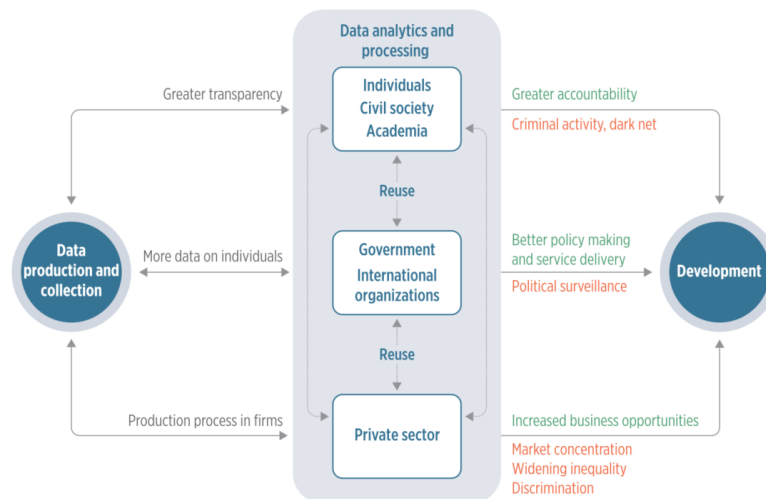 Data analytics and
processing
Greater transparency
Individuals
Civil society
Academia
Greater accountability
Criminal activity, dark net
Reuse
Data
production and
collection
More data on individuals
Government
International
organizations
Better policy making
and service delivery
Political surveillance
Development
Reuse
Production process in firms
Private sector
Increased business opportunities
Market concentration
Widening inequality
Discrimination